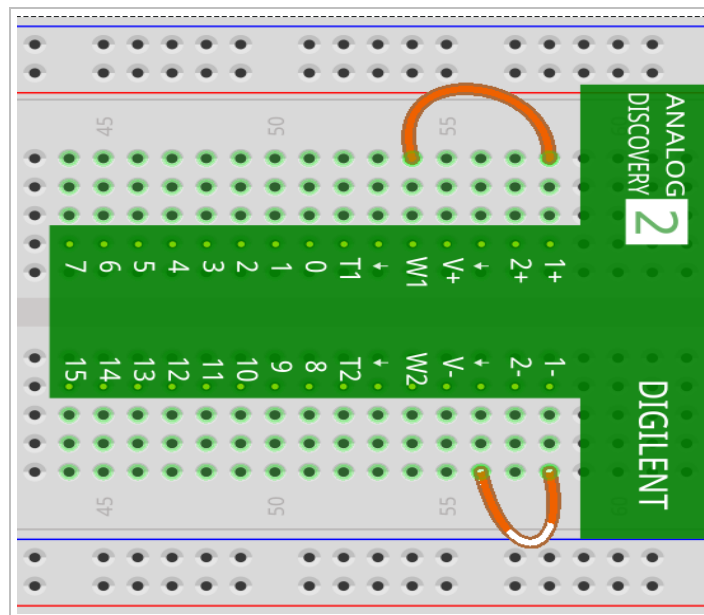 45 50 55
ANALOG
DISCOVERY 2
7 6 5 4 3 2 1 0 T1 ↓ W1 V+ ↓ 2+ 1+
15 14 13 12 11 10 9 8 T2 ↓ W2 V- ↓ 2- 1-
DIGILENT
45 50 55